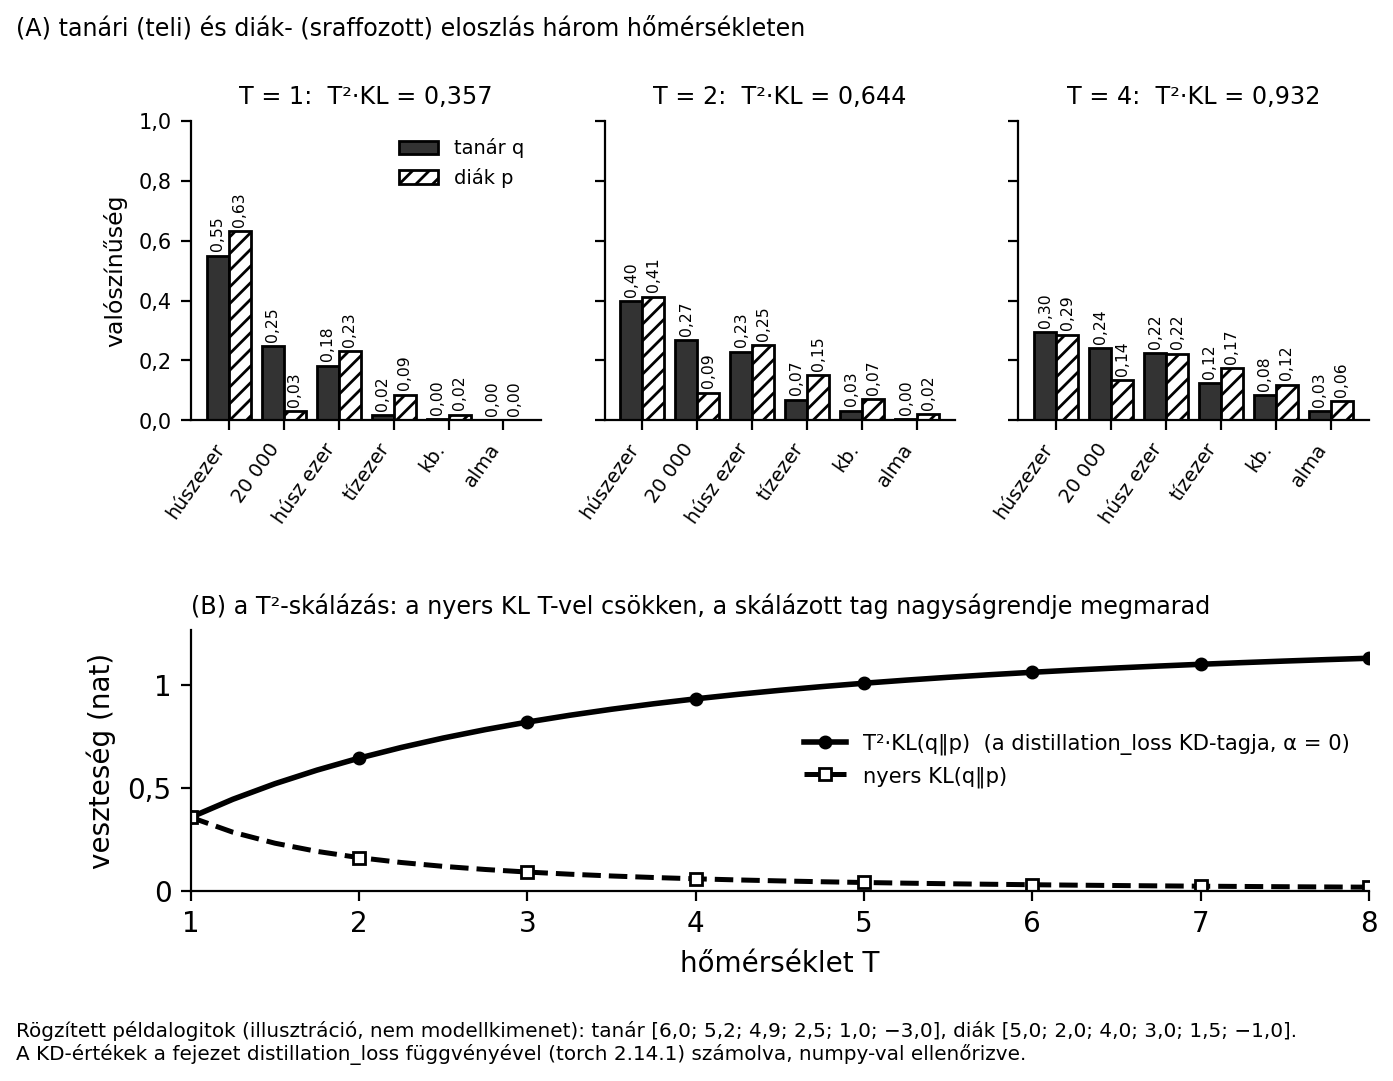 (A) tanári (teli) és diák- (sraffozott) eloszlás három hőmérsékleten
T = 1:  T²·KL = 0,357
T = 2:  T²·KL = 0,644
T = 4:  T²·KL = 0,932
valószínűség
1,0
0,8
0,6
0,4
0,2
0,0
tanár q
diák p
0,55
0,63
0,25
0,03
0,18
0,23
0,02
0,09
0,00
0,02
0,00
0,00
0,40
0,41
0,27
0,09
0,23
0,25
0,07
0,15
0,03
0,07
0,00
0,02
0,30
0,29
0,24
0,14
0,22
0,22
0,12
0,17
0,08
0,12
0,03
0,06
húszezer
20 000
húsz ezer
tízezer
kb.
alma
húszezer
20 000
húsz ezer
tízezer
kb.
alma
húszezer
20 000
húsz ezer
tízezer
kb.
alma
(B) a T²-skálázás: a nyers KL T-vel csökken, a skálázott tag nagyságrendje megmarad
veszteség (nat)
1
0,5
0
T²·KL(q‖p)  (a distillation_loss KD-tagja, α = 0)
nyers KL(q‖p)
1 2 3 4 5 6 7 8
hőmérséklet T
Rögzített példalogitok (illusztráció, nem modellkimenet): tanár [6,0; 5,2; 4,9; 2,5; 1,0; −3,0], diák [5,0; 2,0; 4,0; 3,0; 1,5; −1,0].
A KD-értékek a fejezet distillation_loss függvényével (torch 2.14.1) számolva, numpy-val ellenőrizve.